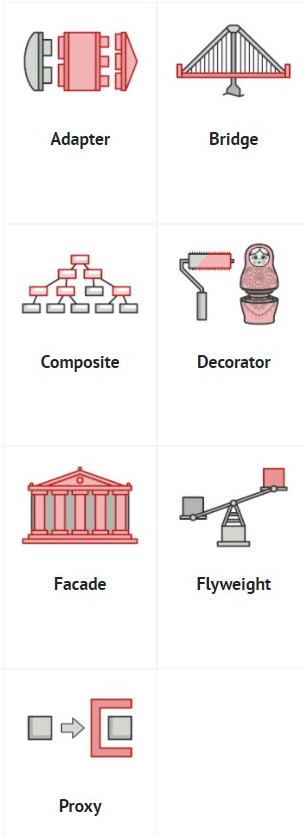 Adapter
Bridge
Composite
Decorator
Facade
Flyweight
Proxy